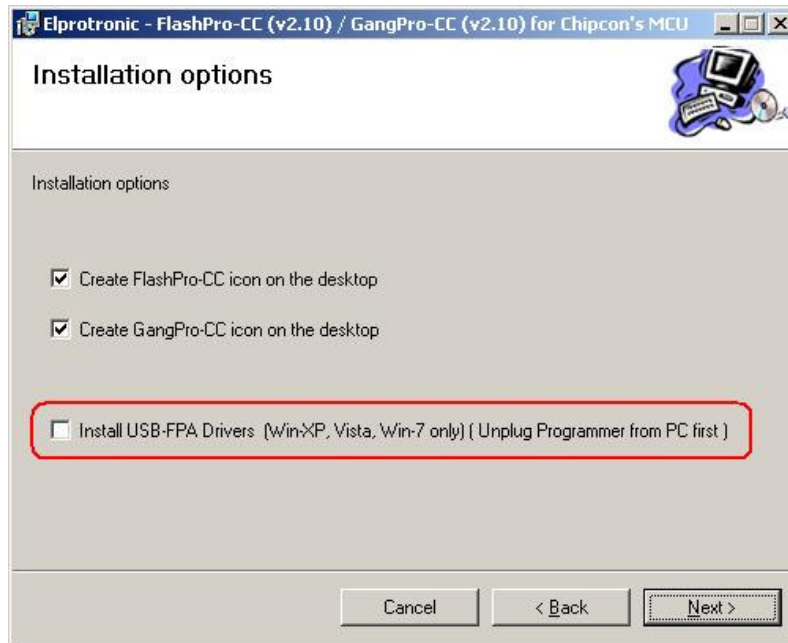 Elprotronic - FlashPro-CC (v2.10) / GangPro-CC (v2.10) for Chipcon's MCU
Installation options
Installation options
Create FlashPro-CC icon on the desktop
Create GangPro-CC icon on the desktop
Install USB-FPA Drivers (Win-XP, Vista, Win-7 only) ( Unplug Programmer from PC first )
Cancel
< Back
Next >